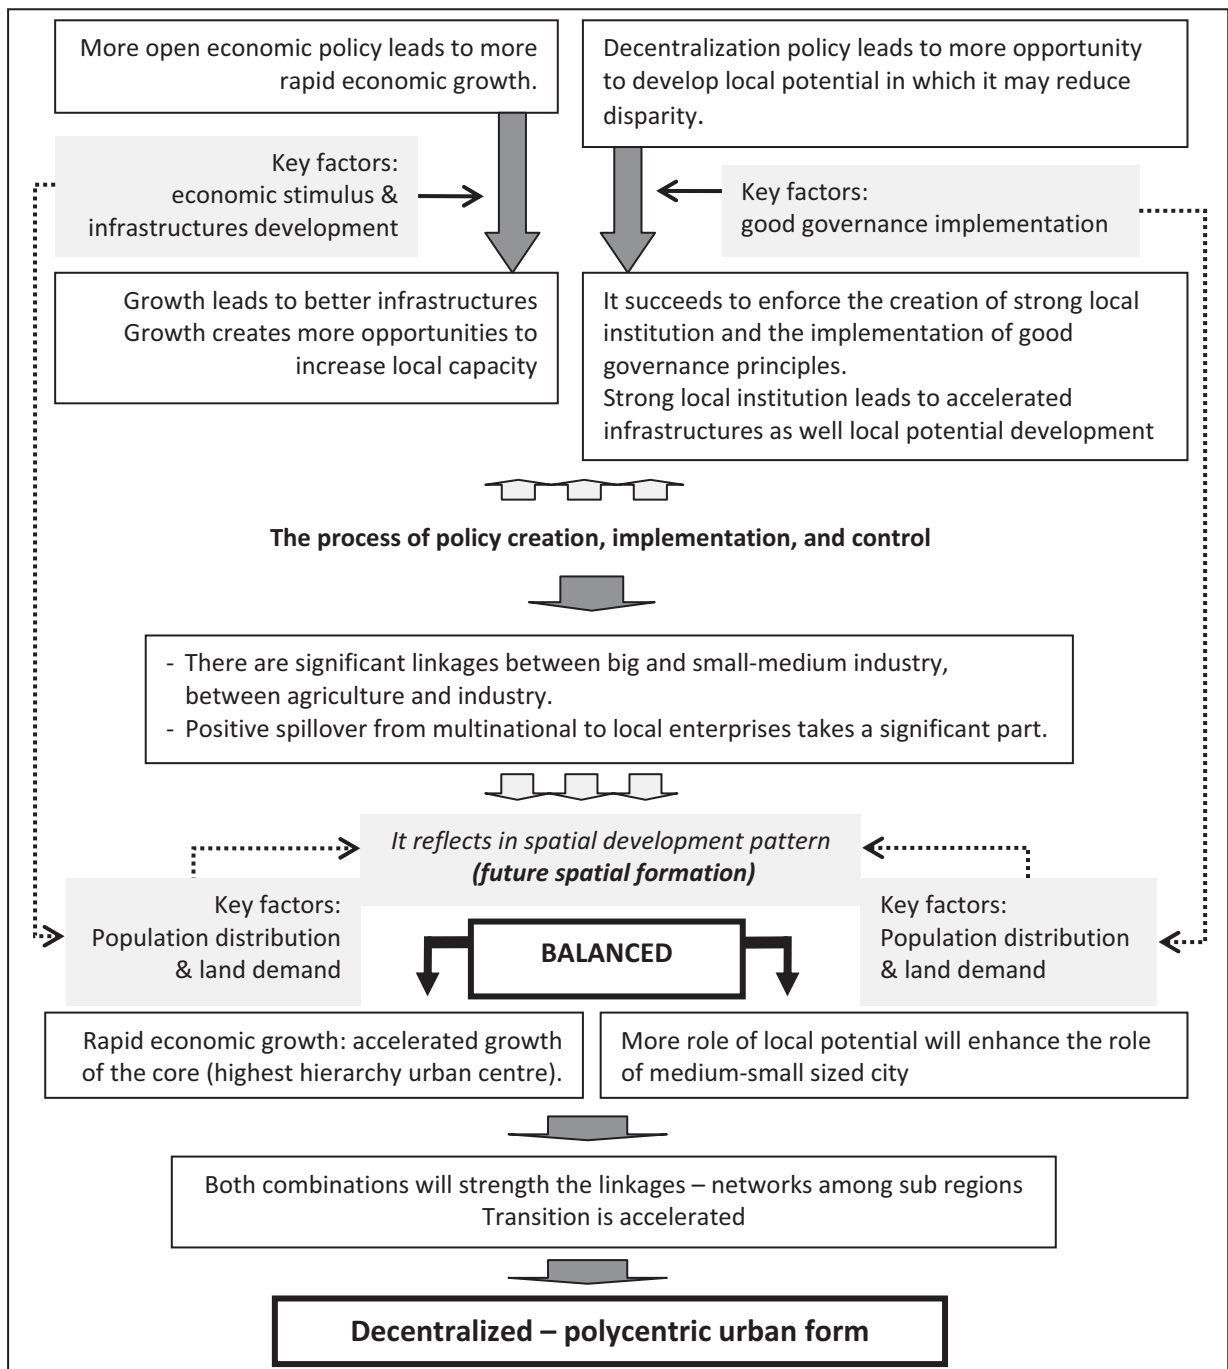 More open economic policy leads to more
rapid economic growth.
Decentralization policy leads to more opportunity
to develop local potential in which it may reduce
disparity.
Key factors:
economic stimulus &
infrastructures development
Key factors:
good governance implementation
Growth leads to better infrastructures
Growth creates more opportunities to
increase local capacity
It succeeds to enforce the creation of strong local
institution and the implementation of good
governance principles.
Strong local institution leads to accelerated
infrastructures as well local potential development
The process of policy creation, implementation, and control
- There are significant linkages between big and small-medium industry,
between agriculture and industry.
- Positive spillover from multinational to local enterprises takes a significant part.
It reflects in spatial development pattern
(future spatial formation)
Key factors:
Population distribution
& land demand
BALANCED
Key factors:
Population distribution
& land demand
Rapid economic growth: accelerated growth
of the core (highest hierarchy urban centre).
More role of local potential will enhance the role
of medium-small sized city
Both combinations will strength the linkages – networks among sub regions
Transition is accelerated
Decentralized – polycentric urban form